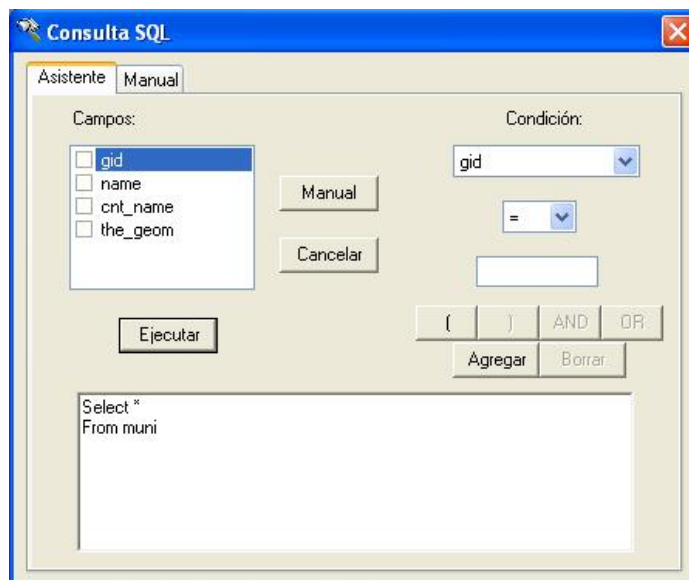 Consulta SQL
Asistente Manual
Campos: Condición:
gid
name
cnt_name
the_geom
Manual
Cancelar
Ejecutar
gid
=
( ) AND OR
Agregar Borrar
Select *
From muni